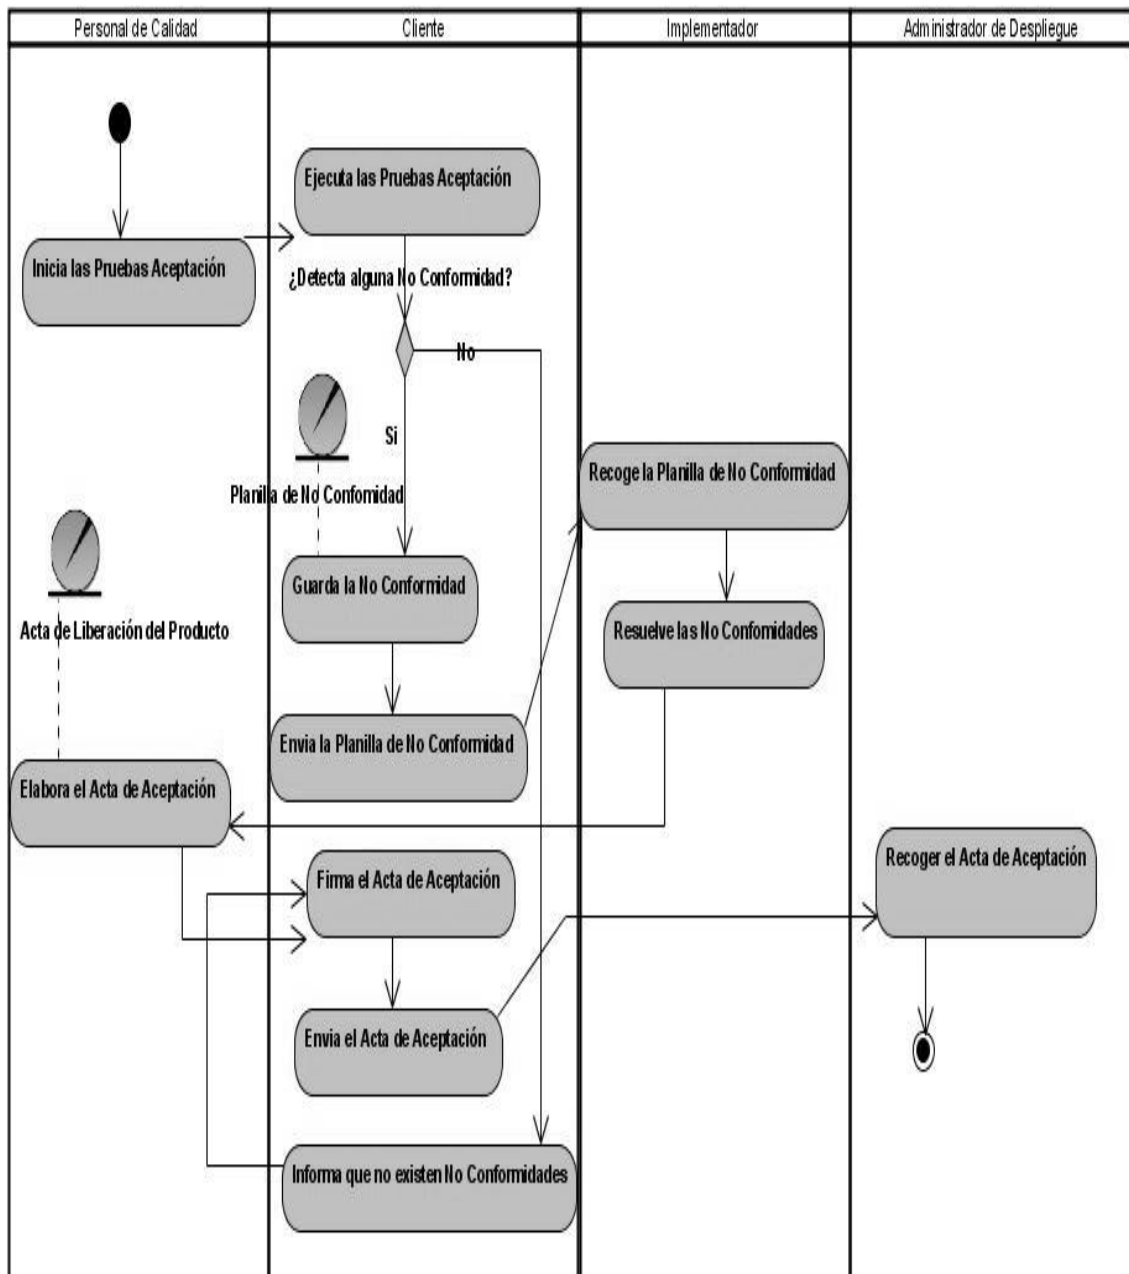 Personal de Calidad
Cliente
Implementador
Administrador de Despliegue
Ejecuta las Pruebas Aceptación
Inicia las Pruebas Aceptación
¿Detecta alguna No Conformidad?
No
Si
Planilla de No Confomidad
Recoge la Planilla de No Conformidad
Guarda la No Conformidad
Acta de Liberación del Producto
Resuelve las No Confomidades
Envia la Planilla de No Conformidad
Elabora el Acta de Aceptación
Firma el Acta de Aceptación
Recoger el Acta de Aceptación
Envia el Acta de Aceptación
Informa que no existen No Conformidades